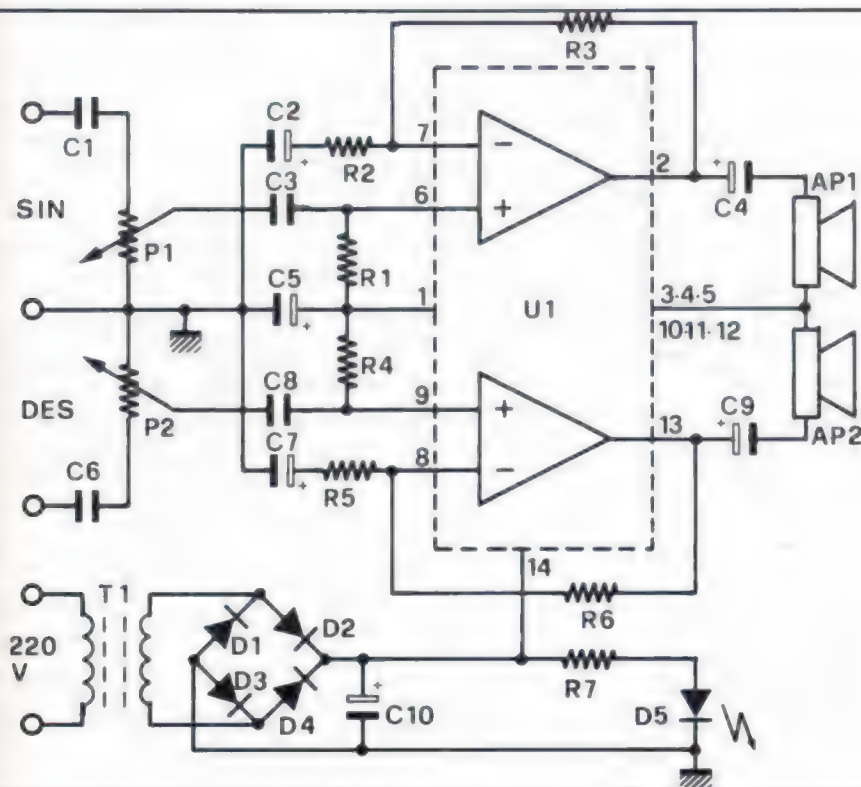 R3
C1
C2
7
R2
2
C4
AP1
SIN
P1
C3
6
R1
C5
1
U1
3·4·5
10·11·12
R4
DES
P2
C8
9
C7
8
R5
13
C9
AP2
C6
14
R6
T1
220
V
D1
D2
D3
D4
C10
R7
D5